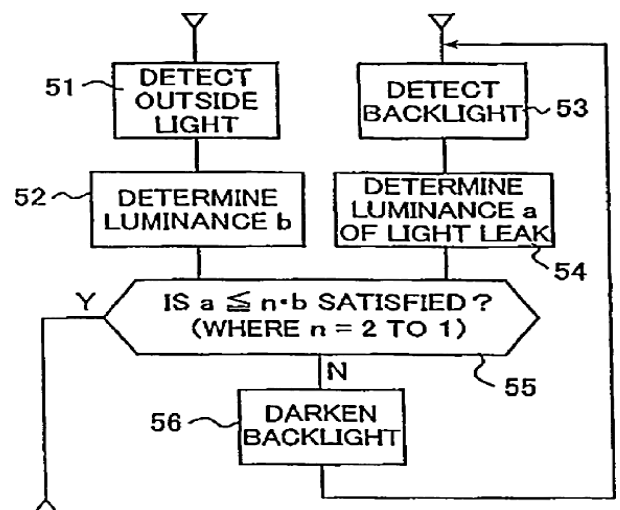 51
DETECT
OUTSIDE
LIGHT
DETECT
BACKLIGHT
53
52
DETERMINE
LUMINANCE b
DETERMINE
LUMINANCE a
OF LIGHT LEAK
54
Y
IS a ≦ n·b SATISFIED?
(WHERE n = 2 TO 1)
N
55
56
DARKEN
BACKLIGHT